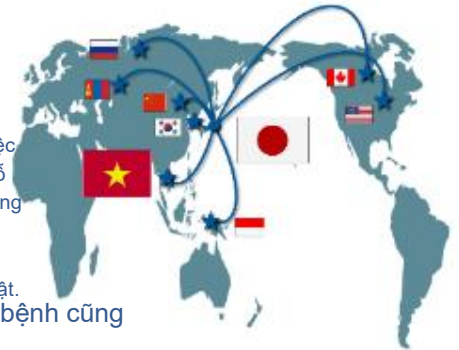 ệc
ỗ
ng
ật.
bệnh cũng